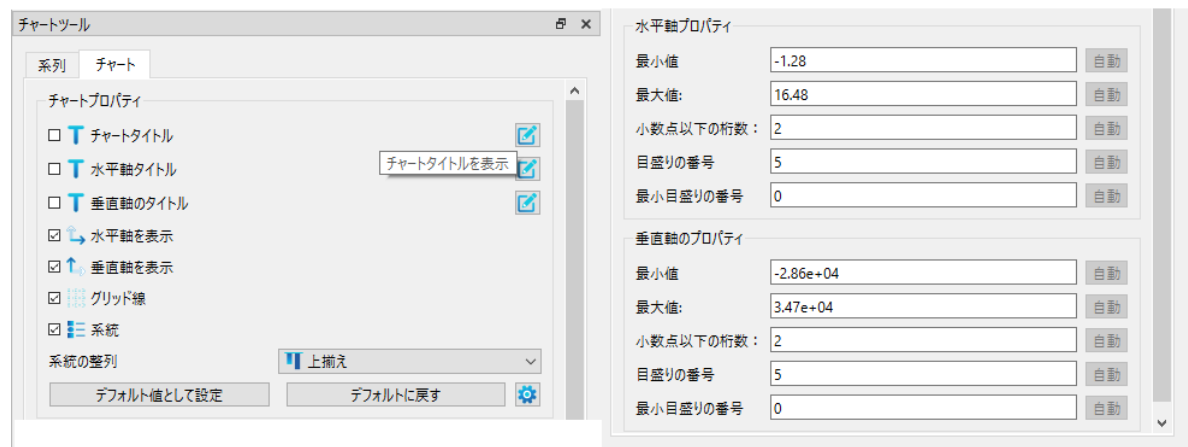 チャートツール
系列 チャート
チャートプロパティ
チャートタイトル
チャートタイトルを表示
水平軸タイトル
垂直軸のタイトル
水平軸を表示
垂直軸を表示
グリッド線
系統
系統の整列 上揃え
デフォルト値として設定 デフォルトに戻す
水平軸プロパティ
最小値 -1.28 自動
最大値: 16.48 自動
小数点以下の桁数： 2 自動
目盛りの番号 5 自動
最小目盛りの番号 0 自動
垂直軸のプロパティ
最小値 -2.86e+04 自動
最大値: 3.47e+04 自動
小数点以下の桁数： 2 自動
目盛りの番号 5 自動
最小目盛りの番号 0 自動